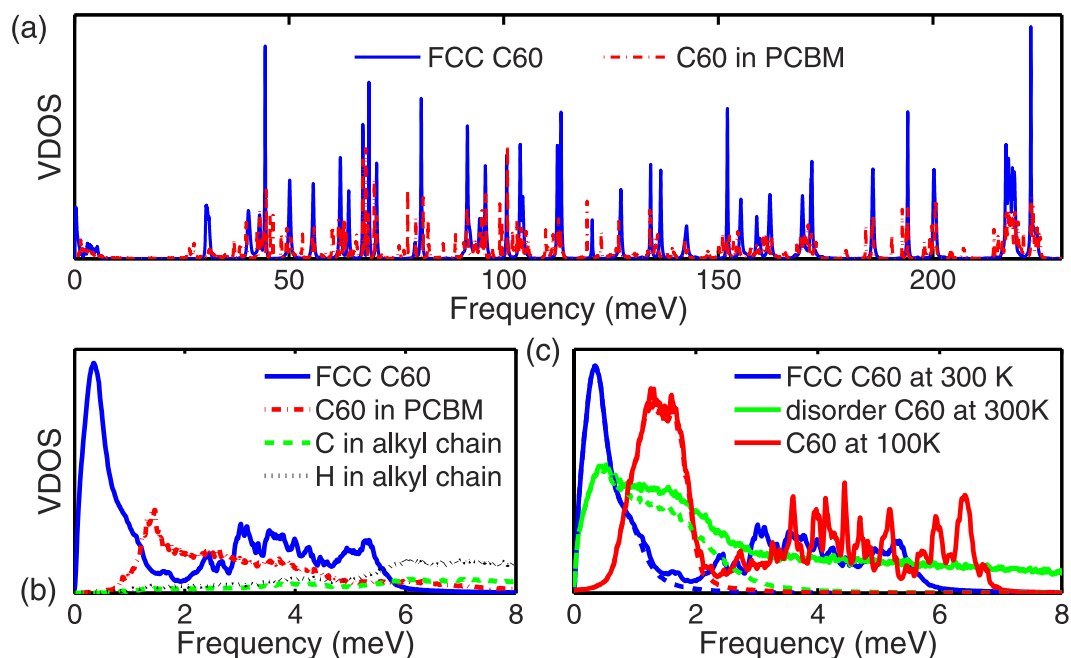 (a)
VDOS
FCC C60
C60 in PCBM
0
50
100
150
200
Frequency (meV)
(b)
VDOS
FCC C60
C60 in PCBM
C in alkyl chain
H in alkyl chain
0
2
4
6
8
Frequency (meV)
(c)
FCC C60 at 300 K
disorder C60 at 300K
C60 at 100K
0
2
4
6
8
Frequency (meV)